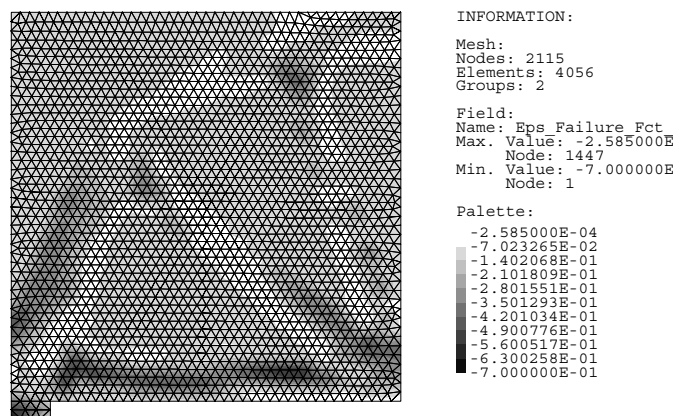 INFORMATION:
Mesh:
Nodes: 2115
Elements: 4056
Groups: 2
Field:
Name: Eps_Failure_Fct_
Max. Value: -2.585000E
Node: 1447
Min. Value: -7.000000E
Node: 1
Palette:
-2.585000E-04
-7.023265E-02
-1.402068E-01
-2.101809E-01
-2.801551E-01
-3.501293E-01
-4.201034E-01
-4.900776E-01
-5.600517E-01
-6.300258E-01
-7.000000E-01